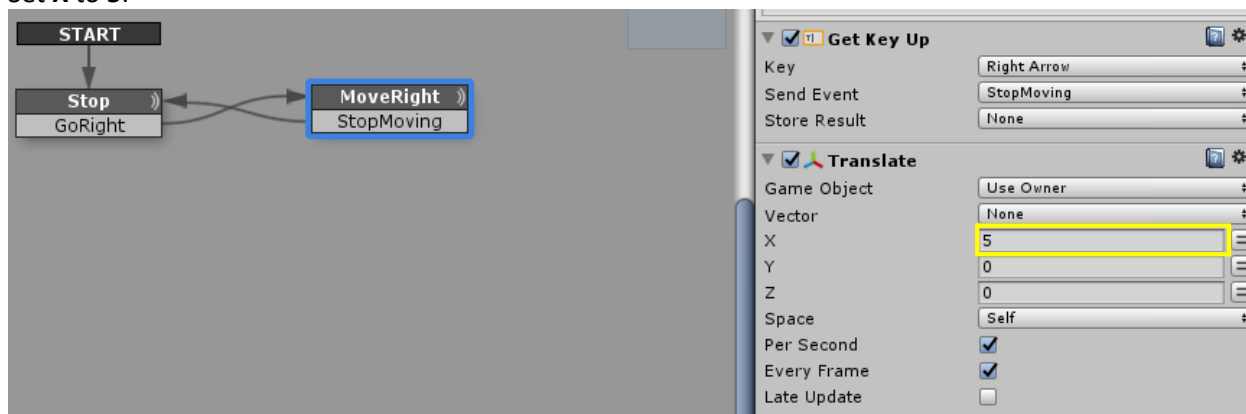 Set X to 5.
START
Stop
GoRight
MoveRight
StopMoving
Get Key Up
Key Right Arrow
Send Event StopMoving
Store Result None
Translate
Game Object Use Owner
Vector None
X 5
Y 0
Z 0
Space Self
Per Second
Every Frame
Late Update